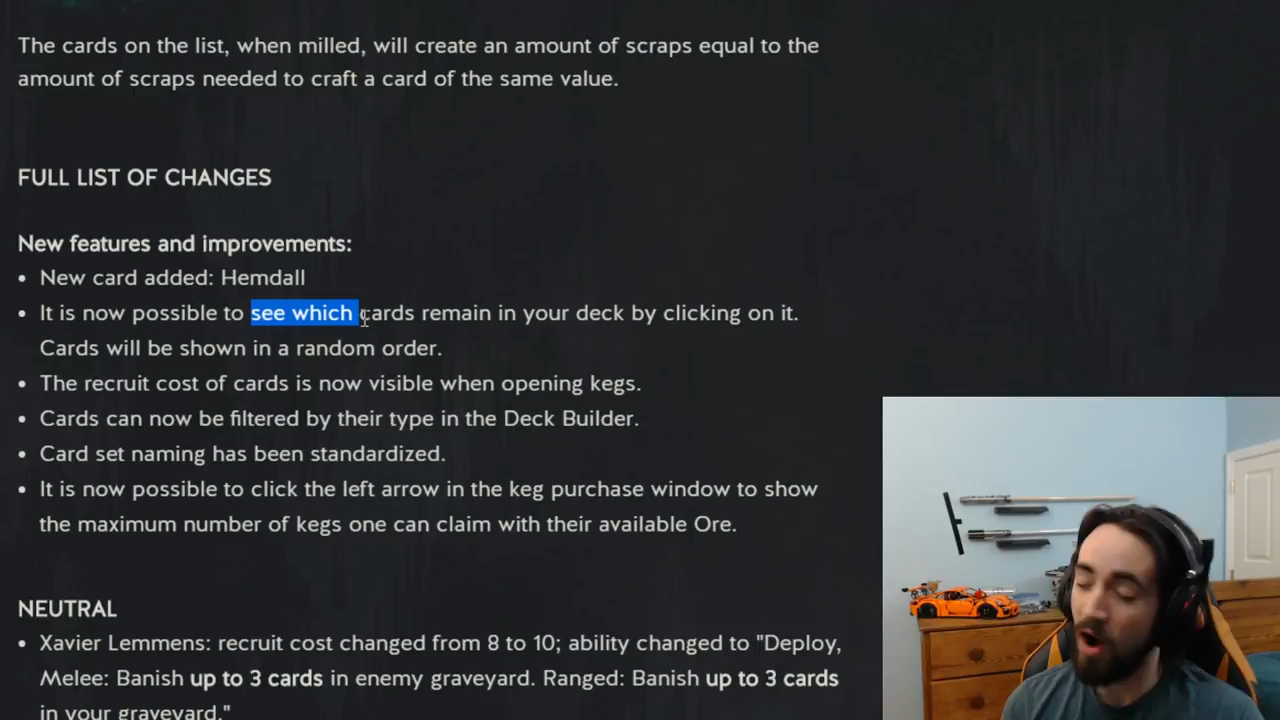 The cards on the list, when milled, will create an amount of scraps equal to the
amount of scraps needed to craft a card of the same value.
FULL LIST OF CHANGES
New features and improvements:
• New card added: Hemdall
• It is now possible to see which cards remain in your deck by clicking on it.
Cards will be shown in a random order.
• The recruit cost of cards is now visible when opening kegs.
• Cards can now be filtered by their type in the Deck Builder.
• Card set naming has been standardized.
• It is now possible to click the left arrow in the keg purchase window to show
the maximum number of kegs one can claim with their available Ore.
NEUTRAL
• Xavier Lemmens: recruit cost changed from 8 to 10; ability changed to "Deploy,
Melee: Banish up to 3 cards in enemy graveyard. Ranged: Banish up to 3 cards
in your graveyard."